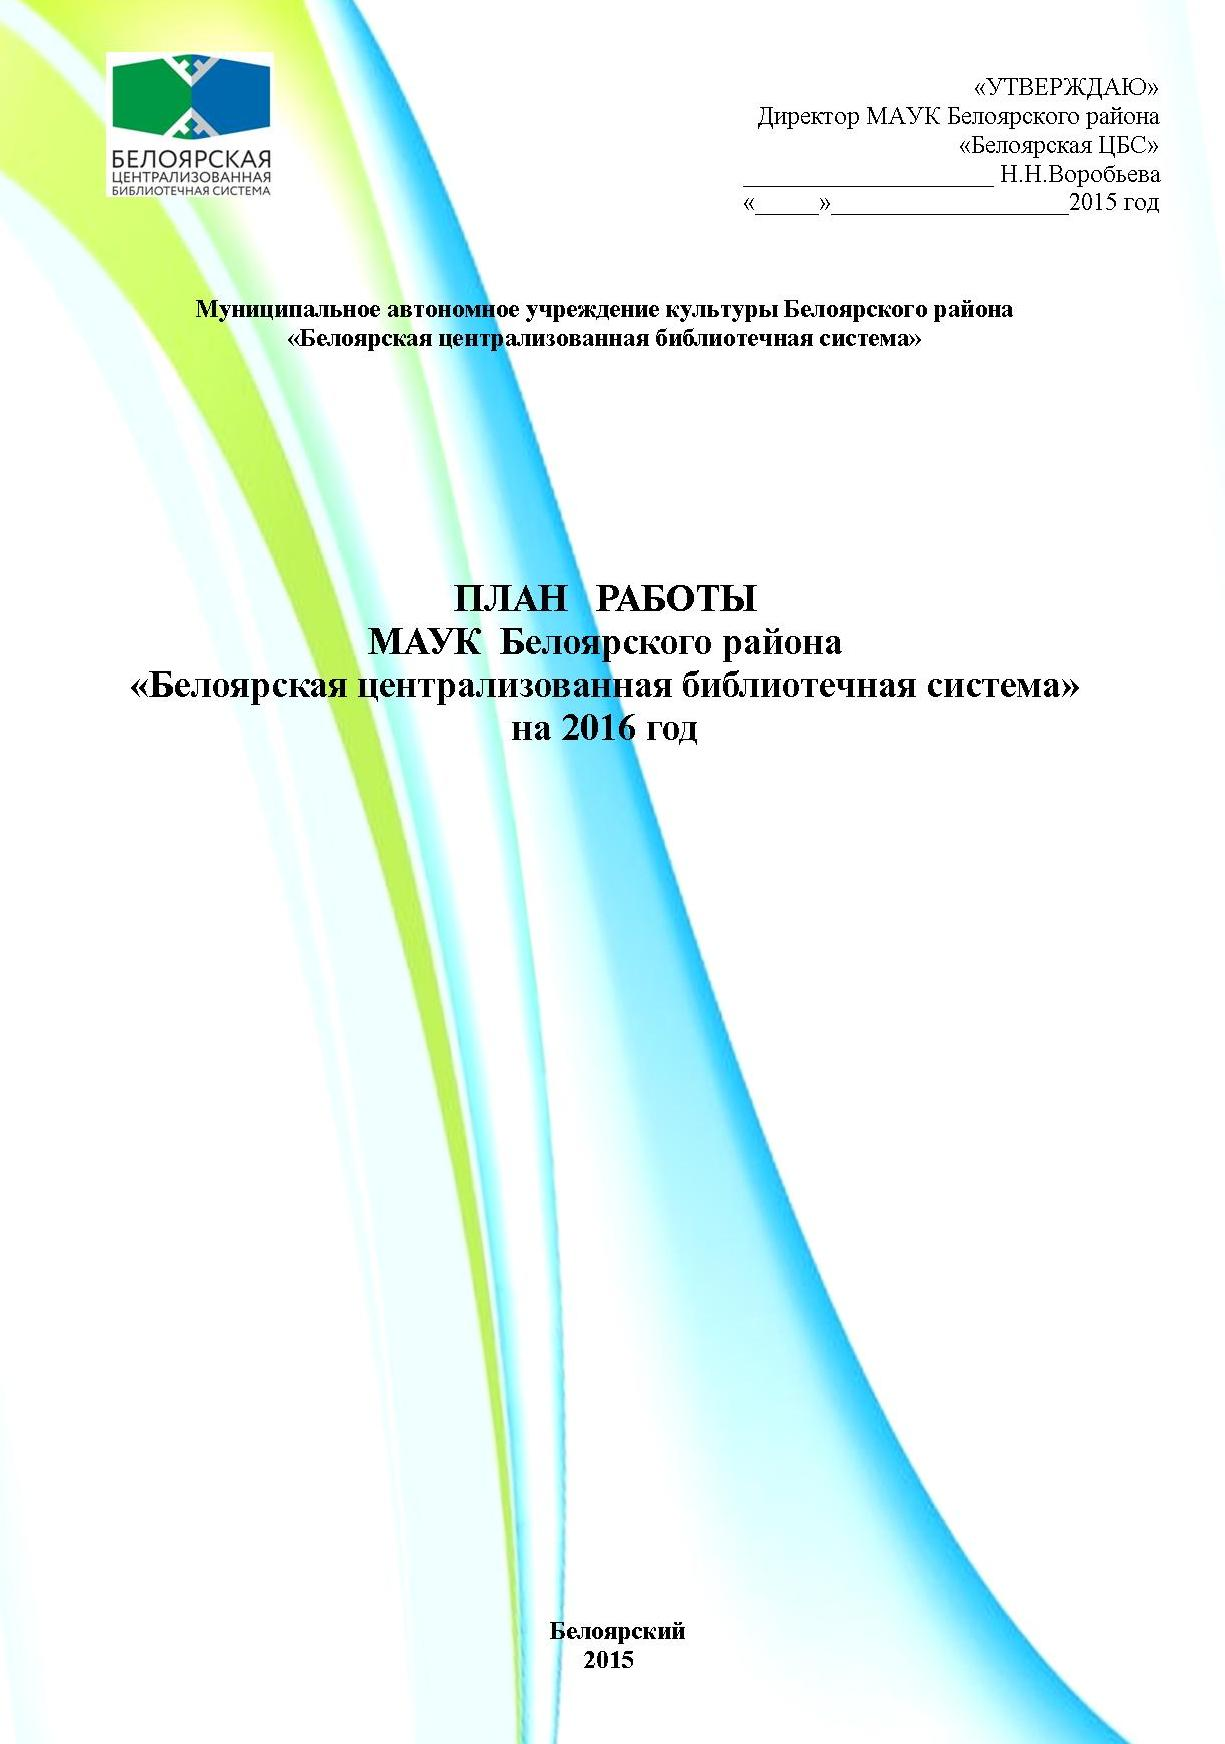 БЕЛОЯРСКАЯ
ЦЕНТРАЛИЗОВАННАЯ
БИБЛИОТЕЧНАЯ СИСТЕМА
«УТВЕРЖДАЮ»
Директор МАУК Белоярского района
«Белоярская ЦБС»
____________________ Н.Н.Воробьева
«_____»___________________2015 год
Муниципальное автономное учреждение культуры Белоярского района
«Белоярская централизованная библиотечная система»
ПЛАН РАБОТЫ
МАУК Белоярского района
«Белоярская централизованная библиотечная система»
на 2016 год
Белоярский
2015